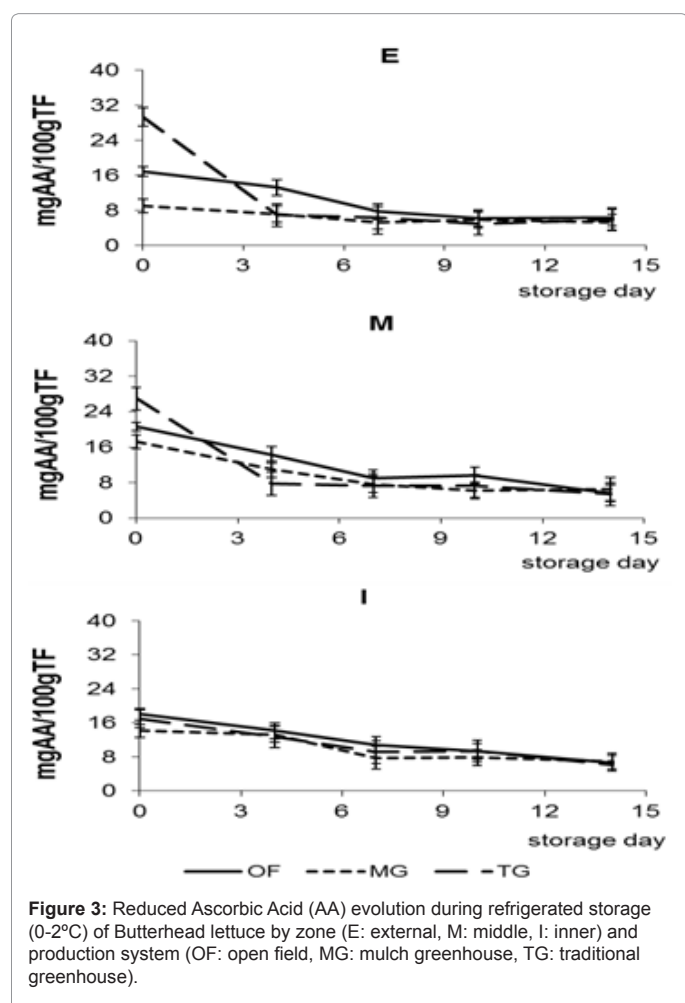 E
40
32
24
16
8
0
mgAA/100gTF
0 3 6 9 12 15
storage day
M
40
32
24
16
8
0
mgAA/100gTF
0 3 6 9 12 15
storage day
I
40
32
24
16
8
0
mgAA/100gTF
0 3 6 9 12 15
storage day
OF MG TG
Figure 3: Reduced Ascorbic Acid (AA) evolution during refrigerated storage
(0-2ºC) of Butterhead lettuce by zone (E: external, M: middle, I: inner) and
production system (OF: open field, MG: mulch greenhouse, TG: traditional
greenhouse).